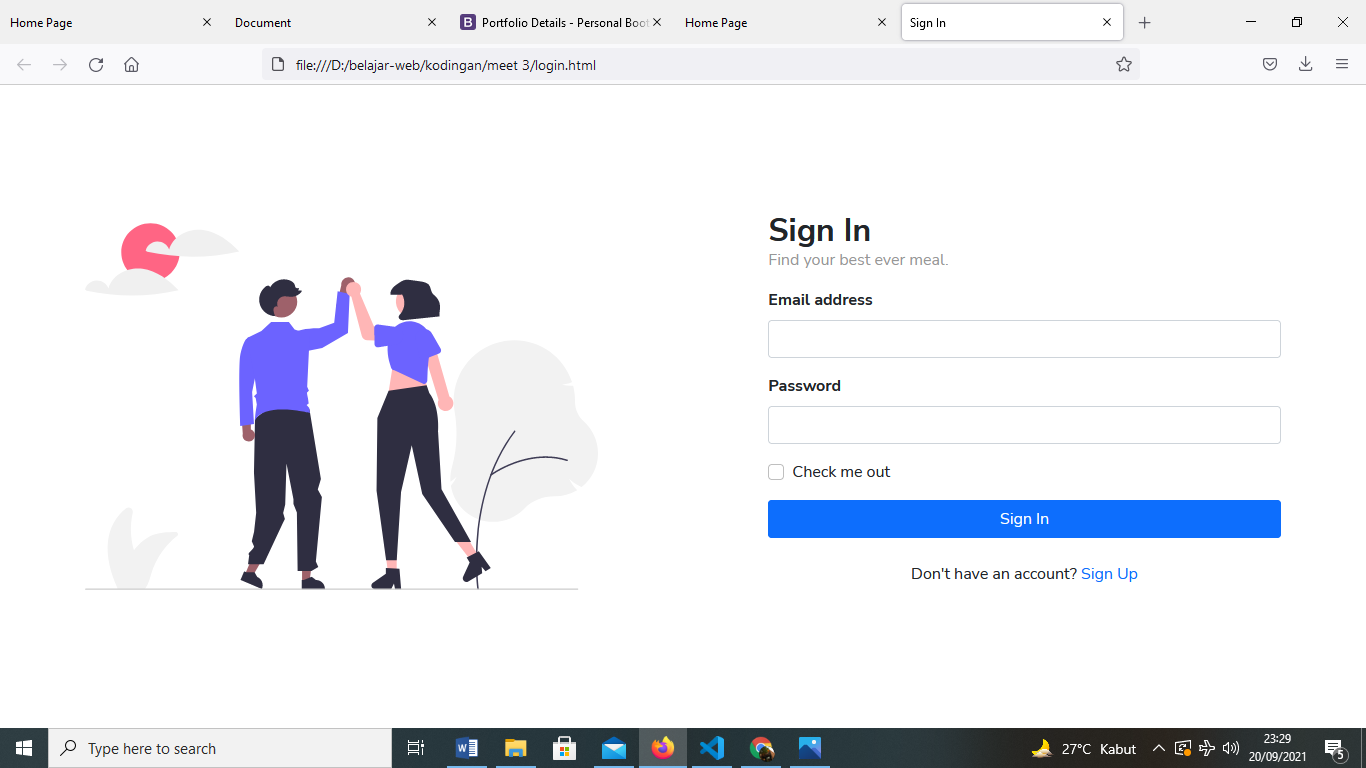 Home Page
Document
B Portfolio Details - Personal Boot
Home Page
Sign In
file:///D:/belajar-web/kodingan/meet 3/login.html
Sign In
Find your best ever meal.
Email address
Password
Check me out
Sign In
Don't have an account? Sign Up
Type here to search
27°C Kabut
23:29
20/09/2021
5